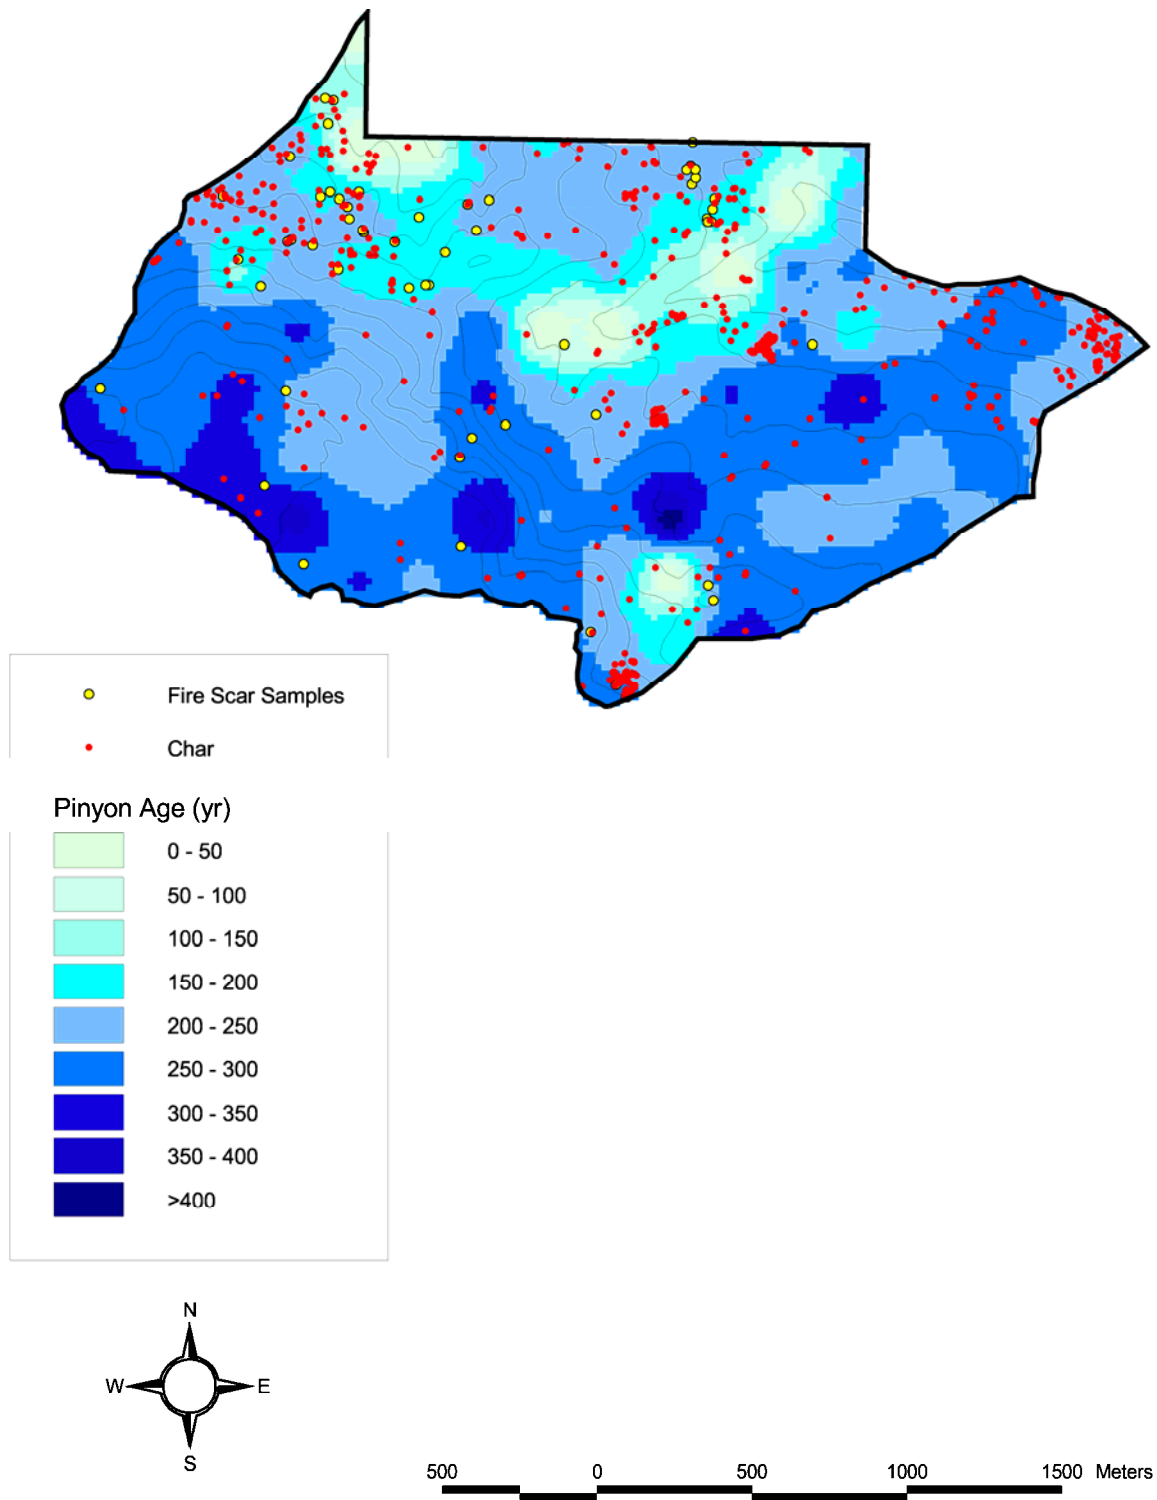 Fire Scar Samples
Char
Pinyon Age (yr)
0 - 50
50 - 100
100 - 150
150 - 200
200 - 250
250 - 300
300 - 350
350 - 400
>400
N
W E
S
500 0 500 1000 1500 Meters